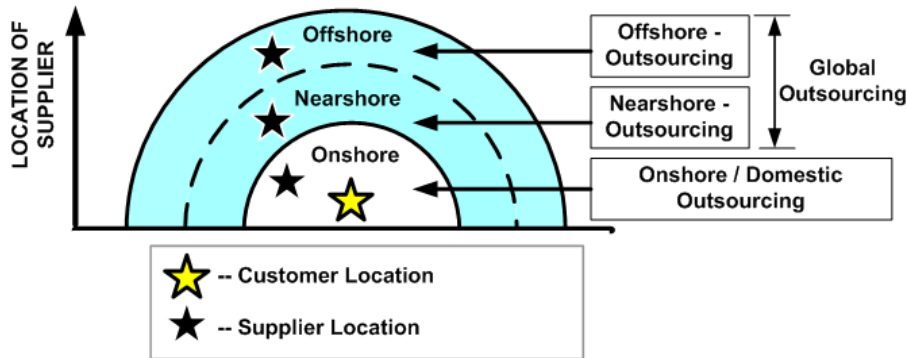 LOCATION OF
SUPPLIER
Offshore
Nearshore
Onshore
Offshore -
Outsourcing
Nearshore -
Outsourcing
Global
Outsourcing
Onshore / Domestic
Outsourcing
-- Customer Location
-- Supplier Location